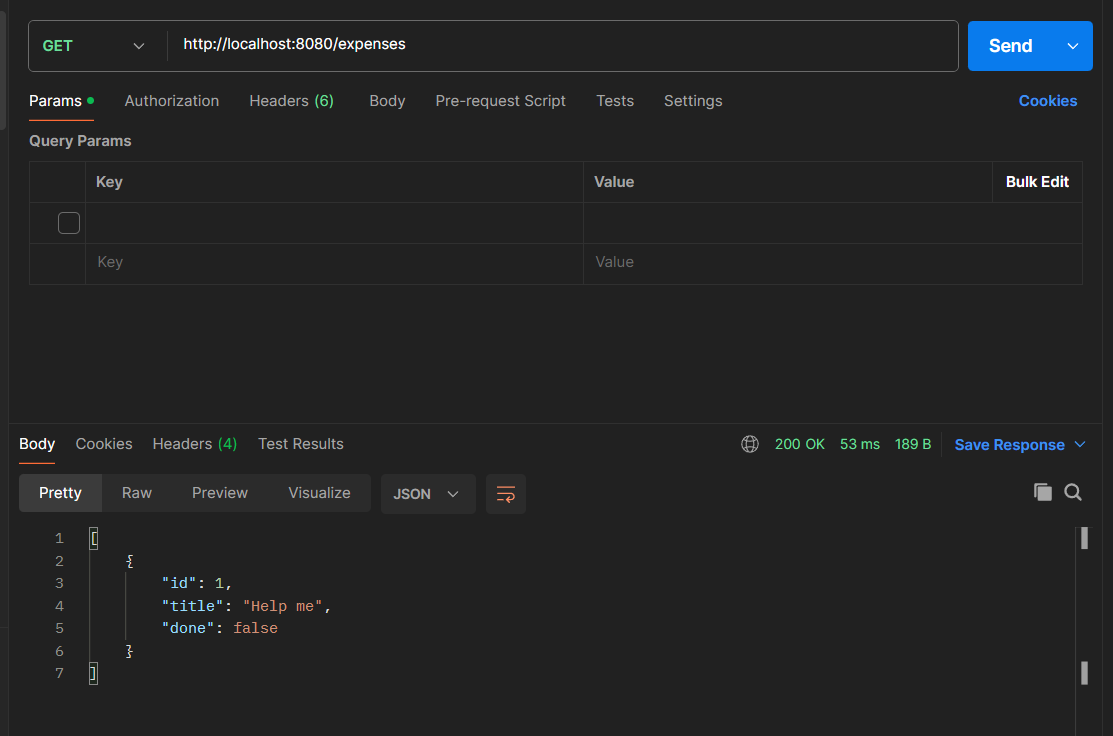 GET http://localhost:8080/expenses Send
Params Authorization Headers (6) Body Pre-request Script Tests Settings Cookies
Query Params
Key Value Bulk Edit
Key Value
Body Cookies Headers (4) Test Results 200 OK 53 ms 189 B Save Response
Pretty Raw Preview Visualize JSON
1 [
2 {
3 "id": 1,
4 "title": "Help me",
5 "done": false
6 }
7 ]